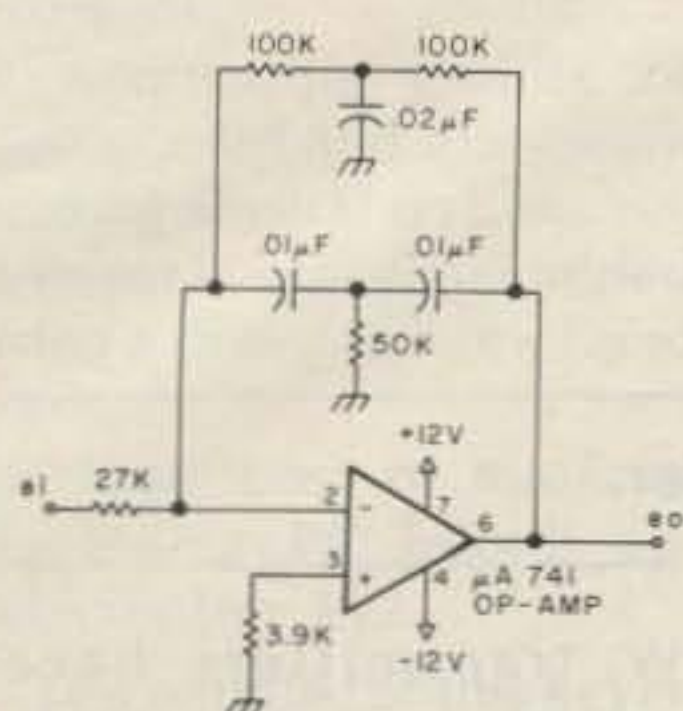 100K 100K
.02µF
.01µF .01µF
50K
+12V
ei 27K
2 - 7 6 eo
3 + 4 µA 741
OP-AMP
3.9K
-12V